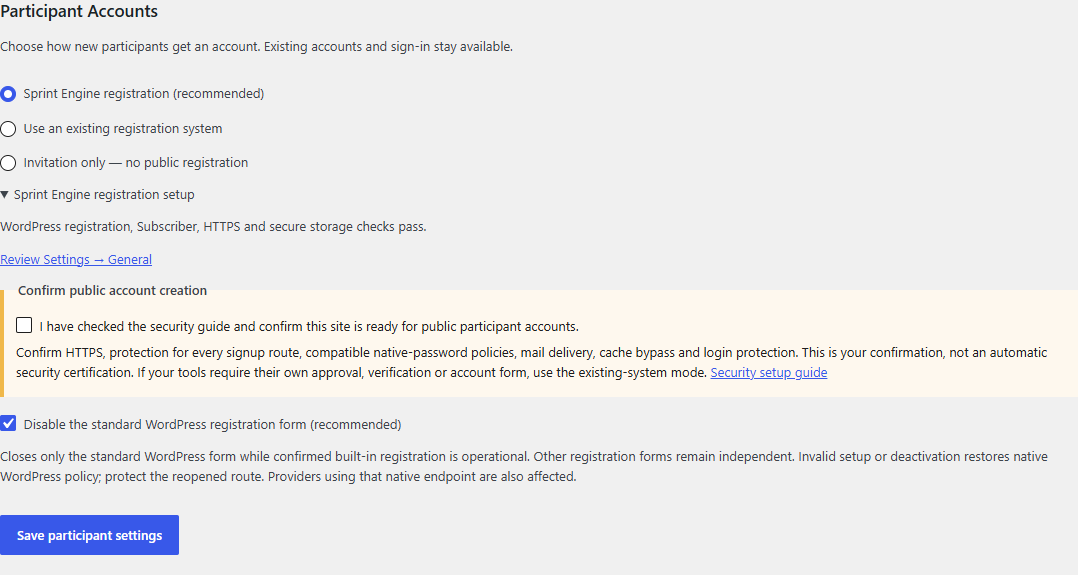 Participant Accounts
Choose how new participants get an account. Existing accounts and sign-in stay available.
Sprint Engine registration (recommended)
Use an existing registration system
Invitation only — no public registration
Sprint Engine registration setup
WordPress registration, Subscriber, HTTPS and secure storage checks pass.
Review Settings → General
Confirm public account creation
I have checked the security guide and confirm this site is ready for public participant accounts.
Confirm HTTPS, protection for every signup route, compatible native-password policies, mail delivery, cache bypass and login protection. This is your confirmation, not an automatic
security certification. If your tools require their own approval, verification or account form, use the existing-system mode. Security setup guide
Disable the standard WordPress registration form (recommended)
Closes only the standard WordPress form while confirmed built-in registration is operational. Other registration forms remain independent. Invalid setup or deactivation restores native
WordPress policy; protect the reopened route. Providers using that native endpoint are also affected.
Save participant settings